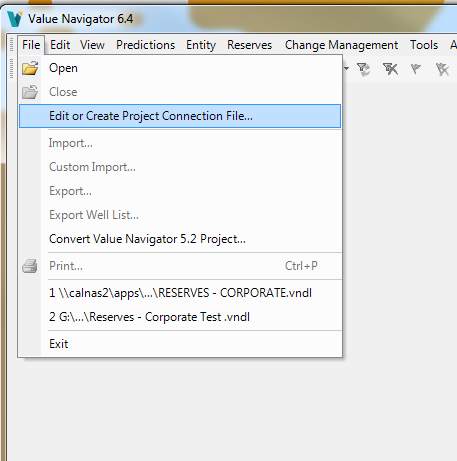 Value Navigator 6.4
File Edit View Predictions Entity Reserves Change Management Tools A
Open
Close
Edit or Create Project Connection File...
Import...
Custom Import...
Export...
Export Well List...
Convert Value Navigator 5.2 Project...
Print... Ctrl+P
1 \\calnas2\apps\...\RESERVES - CORPORATE.vndl
2 G:\...\Reserves - Corporate Test .vndl
Exit